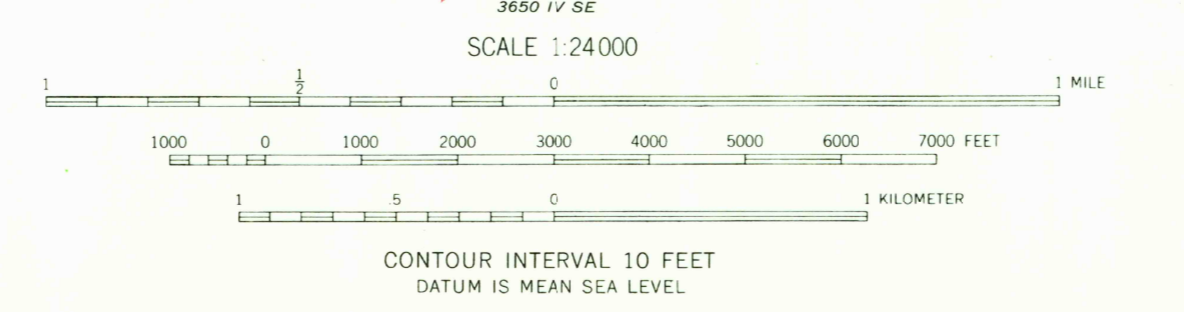 3650 IV SE
SCALE 1:24000
1 1/2 0 1 MILE
1000 0 1000 2000 3000 4000 5000 6000 7000 FEET
1 .5 0 1 KILOMETER
CONTOUR INTERVAL 10 FEET
DATUM IS MEAN SEA LEVEL